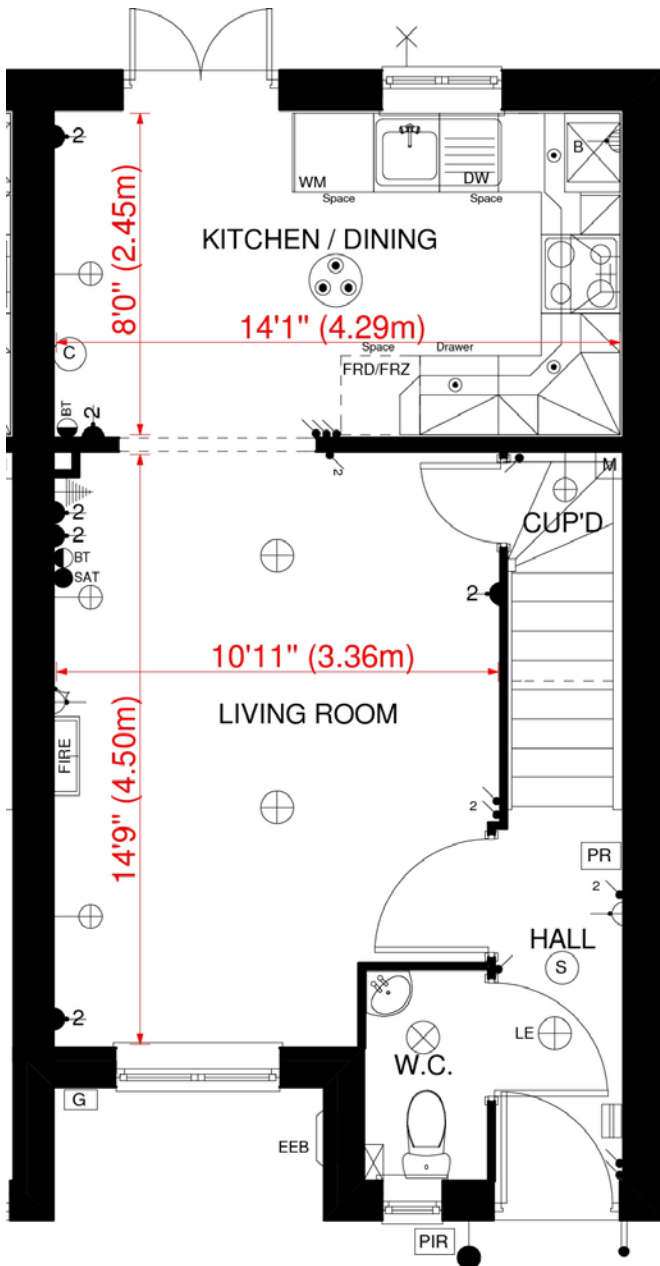 2
B
WM
DW
Space
Space
KITCHEN / DINING
8'0" (2.45m)
14'1" (4.29m)
C
Space
Drawer
FRD/FRZ
BT
2
2
M
CUP'D
2
2
BT
SAT
2
10'11" (3.36m)
LIVING ROOM
FIRE
14'9" (4.50m)
2
PR
2
HALL
S
2
LE
W.C.
G
EEB
PIR